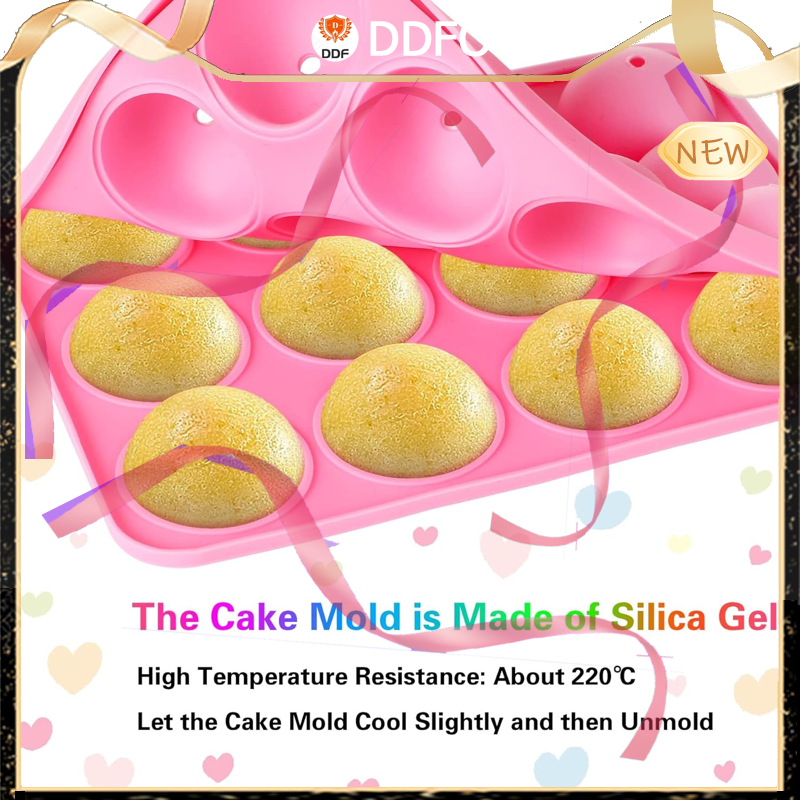 DDF
NEW
The Cake Mold is Made of Silica Gel
High Temperature Resistance: About 220℃
Let the Cake Mold Cool Slightly and then Unmold